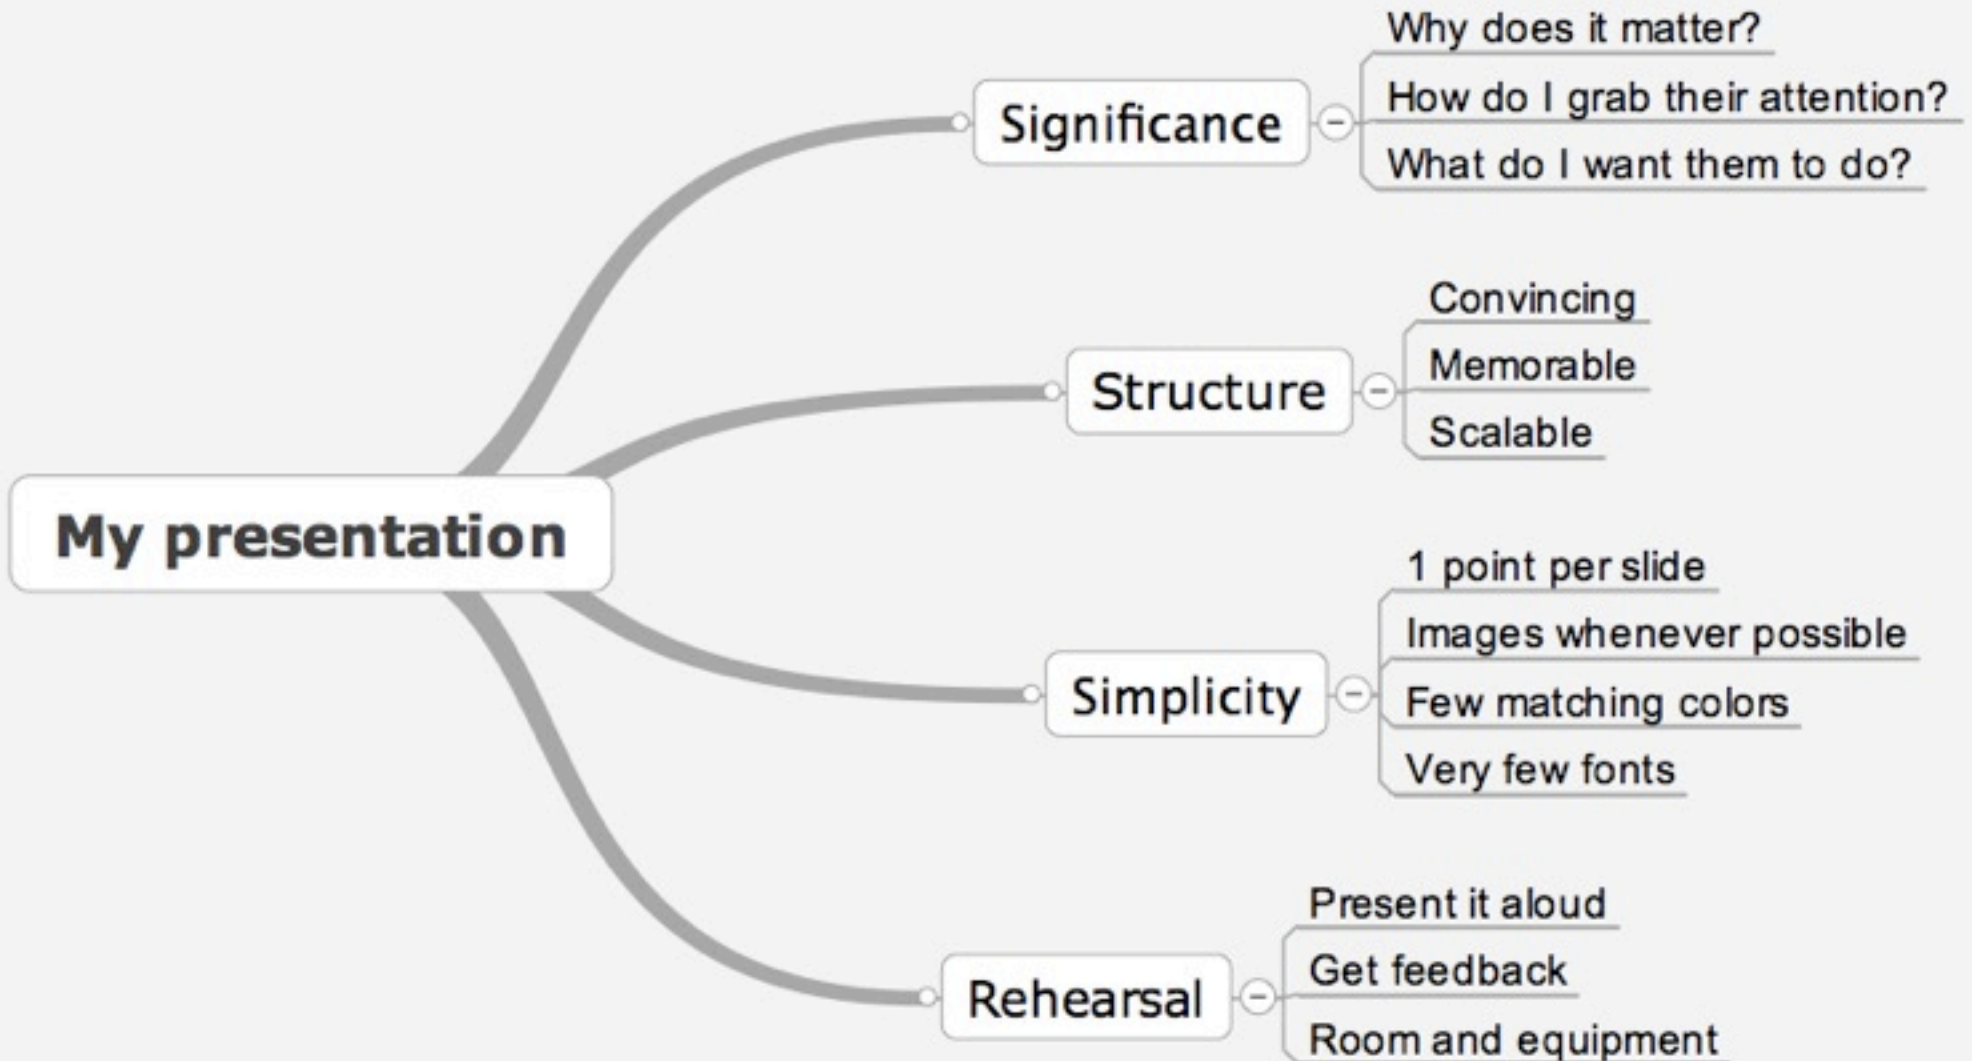 My presentation
Significance
Why does it matter?
How do I grab their attention?
What do I want them to do?
Structure
Convincing
Memorable
Scalable
Simplicity
1 point per slide
Images whenever possible
Few matching colors
Very few fonts
Rehearsal
Present it aloud
Get feedback
Room and equipment